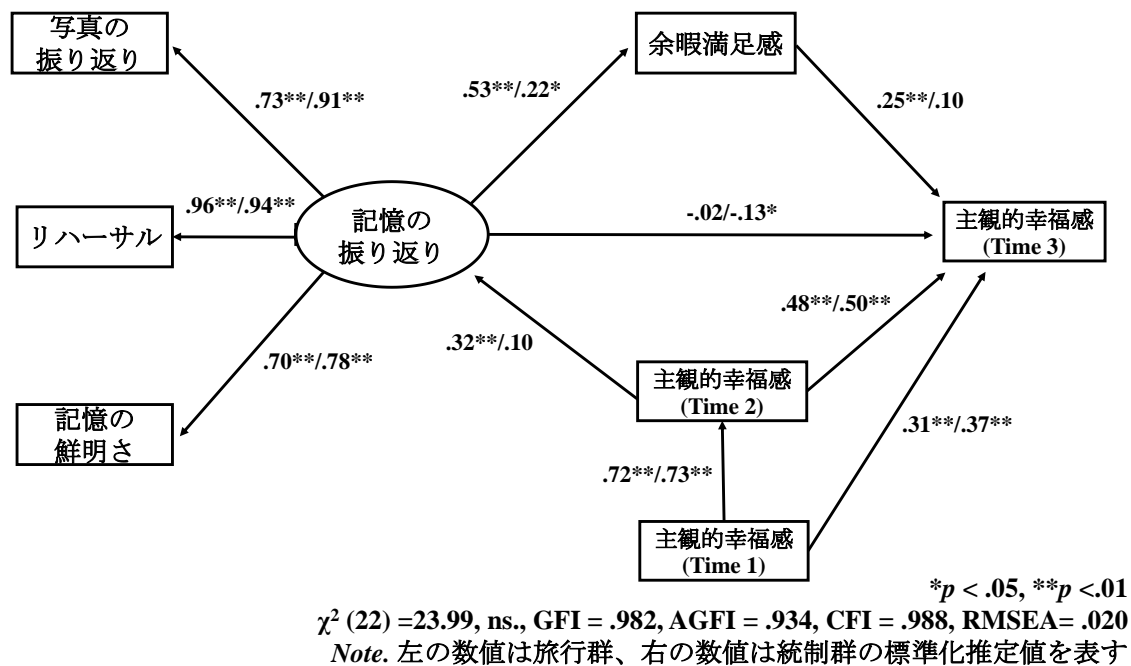 写真の
振り返り
余暇満足感
.73**/.91**
.53**/.22*
.25**/.10
リハーサル
.96**/.94**
記憶の
振り返り
-.02/-.13*
主観的幸福感
(Time 3)
.48**/.50**
.32**/.10
.70**/.78**
主観的幸福感
(Time 2)
記憶の
鮮明さ
.31**/.37**
.72**/.73**
主観的幸福感
(Time 1)
*p < .05, **p <.01
χ² (22) =23.99, ns., GFI = .982, AGFI = .934, CFI = .988, RMSEA= .020
Note. 左の数値は旅行群、右の数値は統制群の標準化推定値を表す